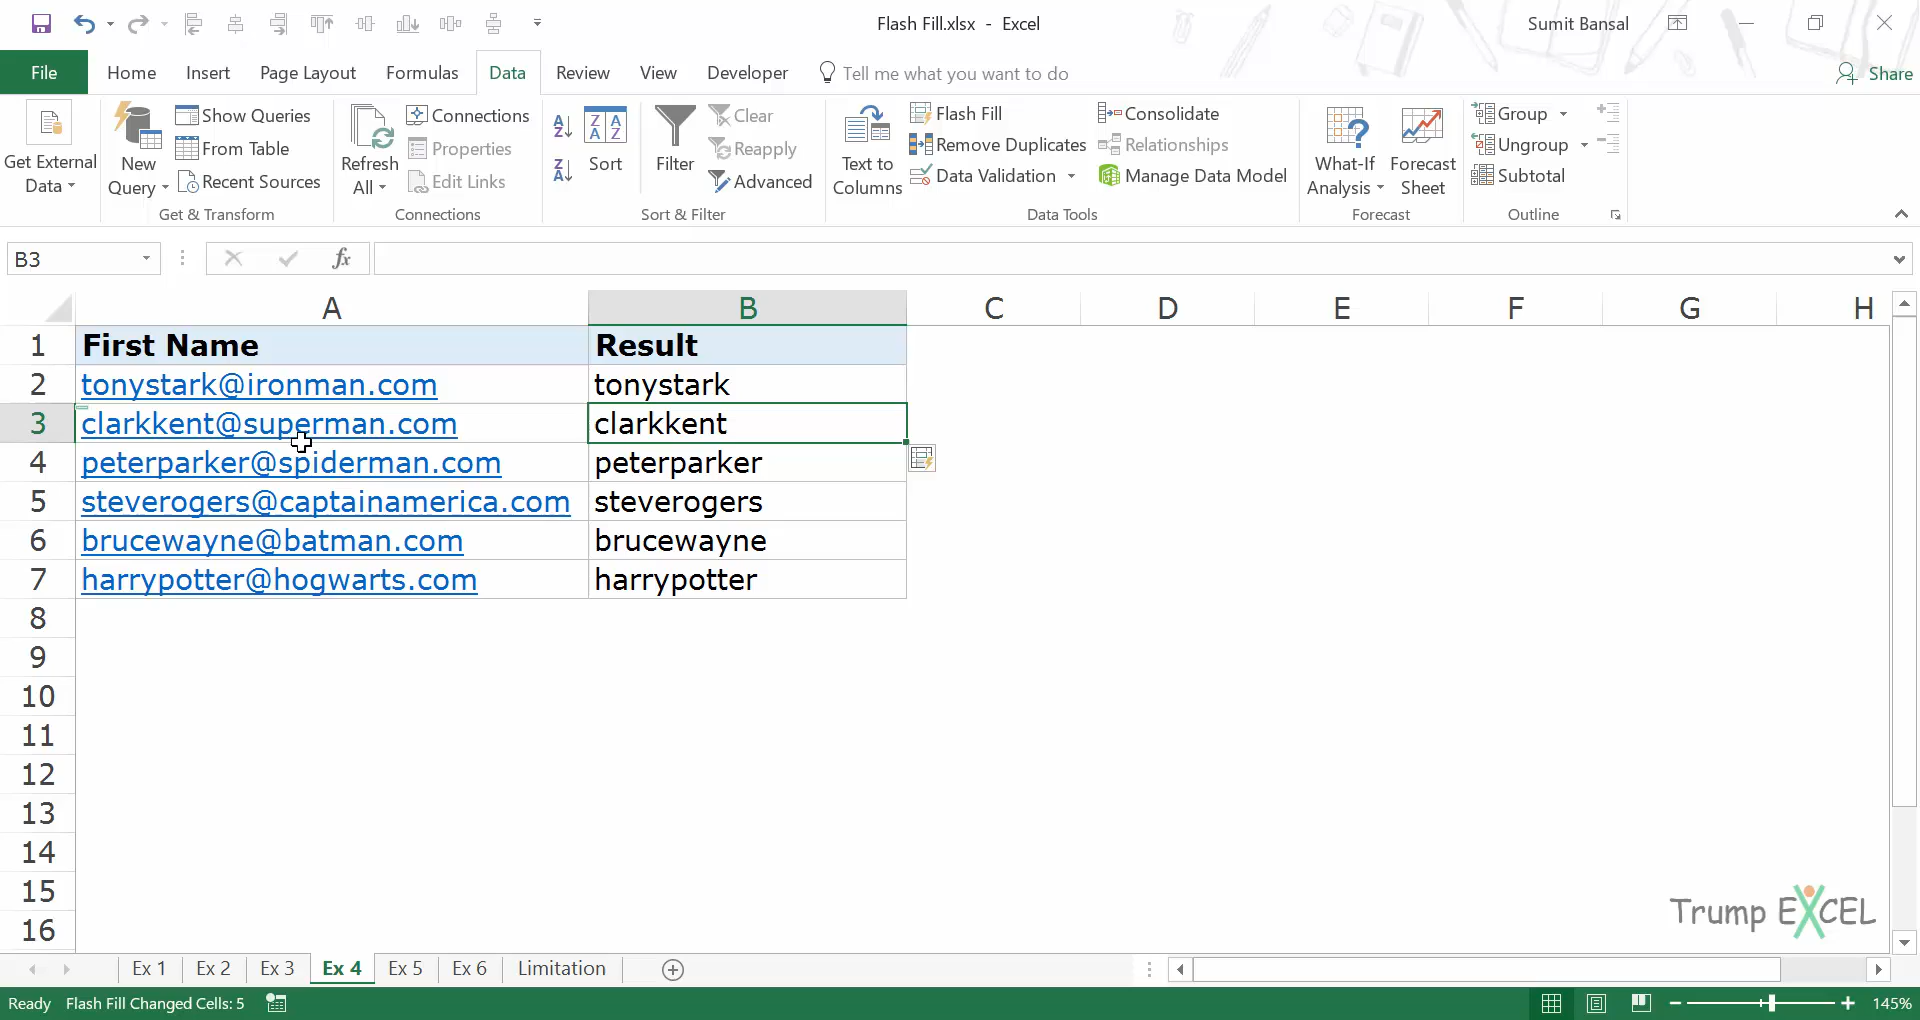 Flash Fill.xlsx - Excel
Sumit Bansal
File Home Insert Page Layout Formulas Data Review View Developer Tell me what you want to do Share
Get External Data
New Query
Show Queries
From Table
Recent Sources
Get & Transform
Refresh All
Connections
Properties
Edit Links
Connections
Sort
Filter
Clear
Reapply
Advanced
Sort & Filter
Text to Columns
Flash Fill
Remove Duplicates
Data Validation
Consolidate
Relationships
Manage Data Model
Data Tools
What-If Analysis
Forecast Sheet
Forecast
Group
Ungroup
Subtotal
Outline
B3 fx
A B C D E F G H
1 First Name Result
2 tonystark@ironman.com tonystark
3 clarkkent@superman.com clarkkent
4 peterparker@spiderman.com peterparker
5 steverogers@captainamerica.com steverogers
6 brucewayne@batman.com brucewayne
7 harrypotter@hogwarts.com harrypotter
8
9
10
11
12
13
14
15
16
Trump EXCEL
Ex 1 Ex 2 Ex 3 Ex 4 Ex 5 Ex 6 Limitation
Ready Flash Fill Changed Cells: 5 145%